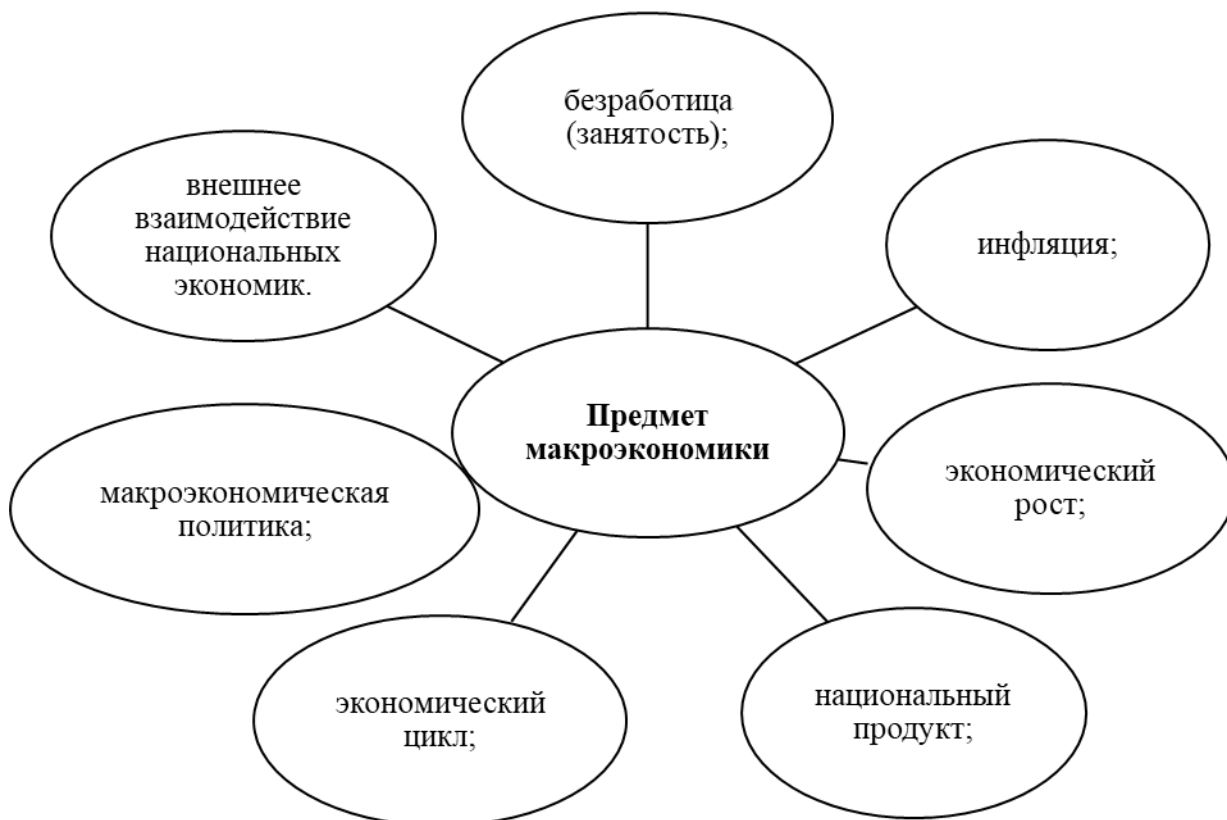 безработица
(занятость);
внешнее
взаимодействие
национальных
экономик.
инфляция;
Предмет
макроэкономики
экономический
рост;
макроэкономическая
политика;
экономический
цикл;
национальный
продукт;